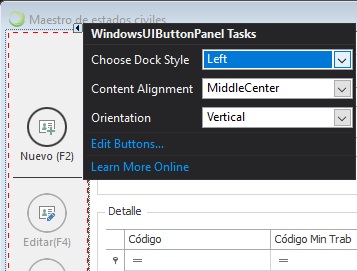 Maestro de estados civiles
WindowsUIButtonPanel Tasks
Choose Dock Style Left
Content Alignment MiddleCenter
Orientation Vertical
Edit Buttons...
Learn More Online
Nuevo (F2)
Editar(F4)
Detalle
Código Código Min Trab
= =